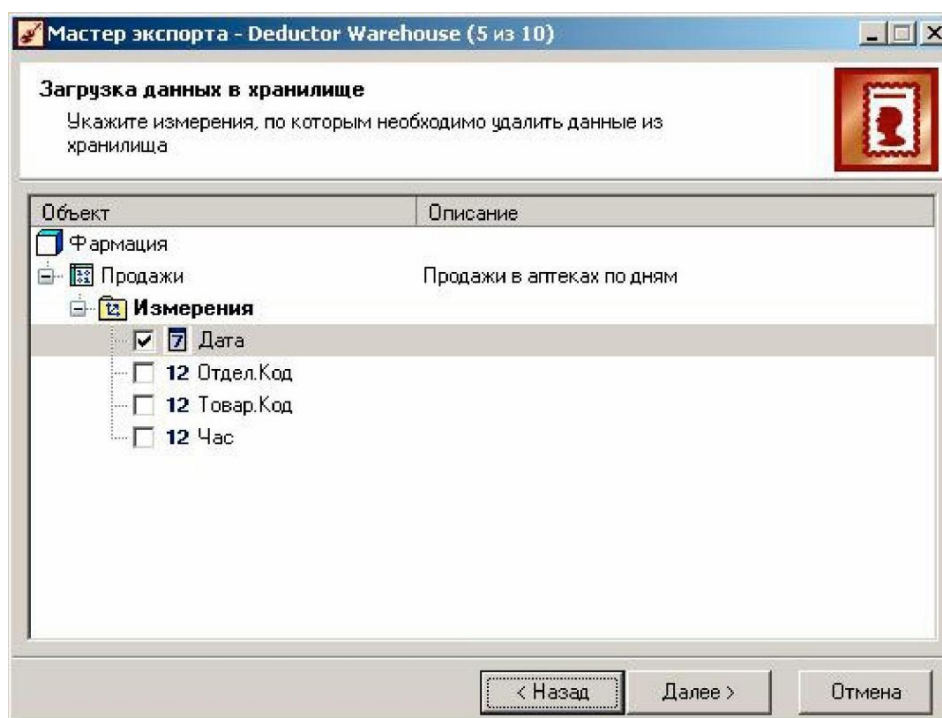 Мастер экспорта - Deductor Warehouse (5 из 10)
Загрузка данных в хранилище
Укажите измерения, по которым необходимо удалить данные из
хранилища
Объект Описание
Фармация
Продажи Продажи в аптеках по дням
Измерения
7 Дата
12 Отдел.Код
12 Товар.Код
12 Час
< Назад Далее > Отмена